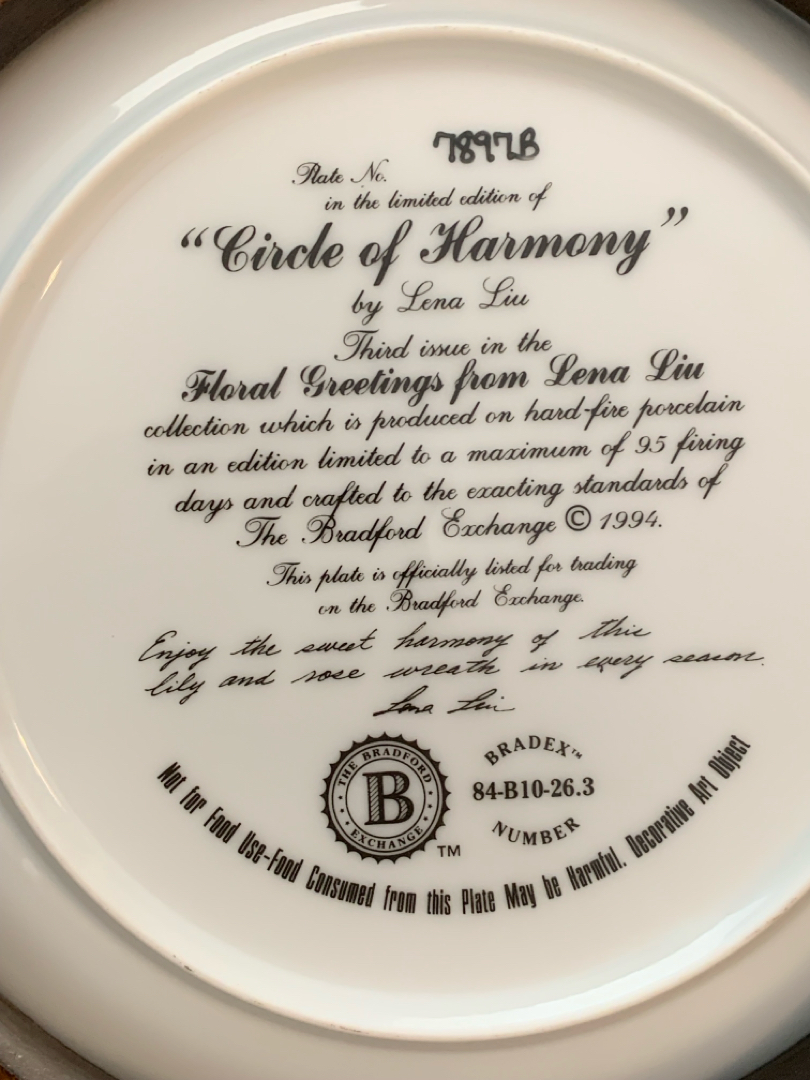 7897B
Plate No.
in the limited edition of
“Circle of Harmony”
by Lena Liu
Third issue in the
Floral Greetings from Lena Liu
collection which is produced on hard-fire porcelain
in an edition limited to a maximum of 95 firing
days and crafted to the exacting standards of
The Bradford Exchange © 1994.
This plate is officially listed for trading
on the Bradford Exchange.
Enjoy the sweet harmony of this
lily and rose wreath in every season.
Lena Liu
THE BRADFORD
B
EXCHANGE
TM
BRADEX™
84-B10-26.3
NUMBER
Not for Food Use-Food Consumed from this Plate May be Harmful. Decorative Art Object